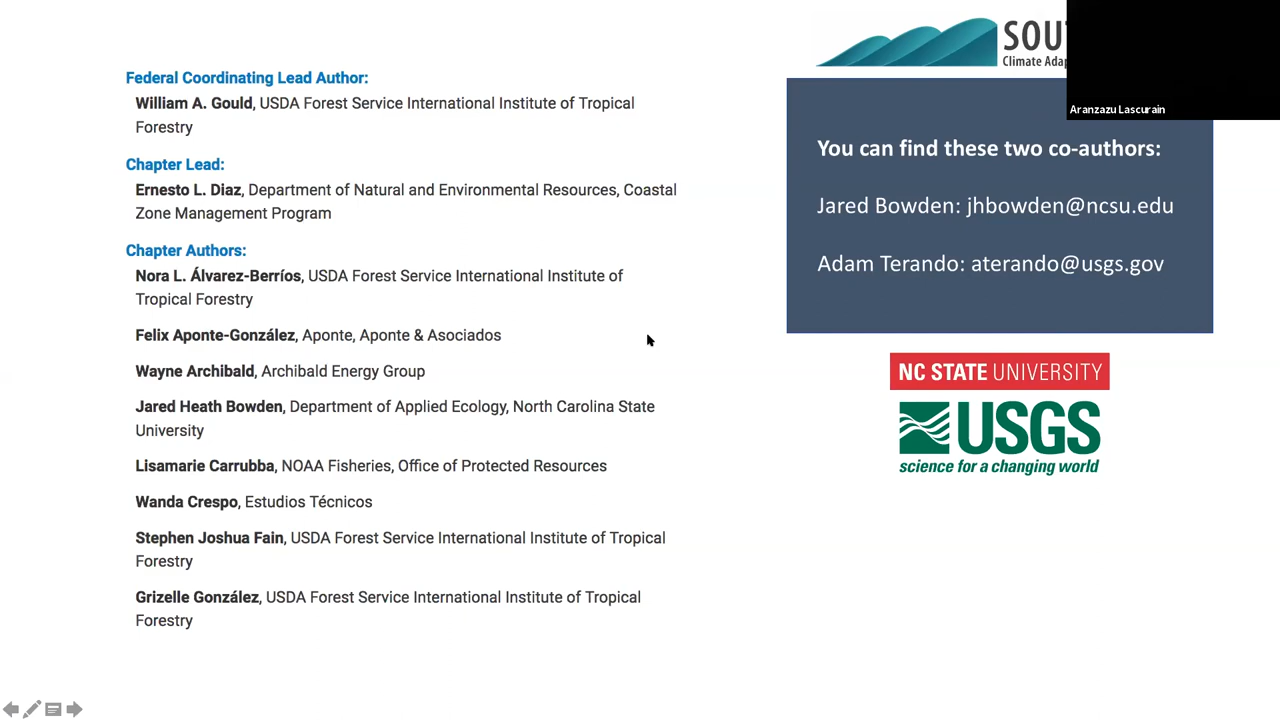 Federal Coordinating Lead Author:
William A. Gould, USDA Forest Service International Institute of Tropical
Forestry
Chapter Lead:
Ernesto L. Diaz, Department of Natural and Environmental Resources, Coastal
Zone Management Program
Chapter Authors:
Nora L. Álvarez-Berríos, USDA Forest Service International Institute of
Tropical Forestry
Felix Aponte-González, Aponte, Aponte & Asociados
Wayne Archibald, Archibald Energy Group
Jared Heath Bowden, Department of Applied Ecology, North Carolina State
University
Lisamarie Carrubba, NOAA Fisheries, Office of Protected Resources
Wanda Crespo, Estudios Técnicos
Stephen Joshua Fain, USDA Forest Service International Institute of Tropical
Forestry
Grizelle González, USDA Forest Service International Institute of Tropical
Forestry
SOU
Climate Adap
Aranzazu Lascurain
You can find these two co-authors:
Jared Bowden: jhbowden@ncsu.edu
Adam Terando: aterando@usgs.gov
NC STATE UNIVERSITY
USGS
science for a changing world